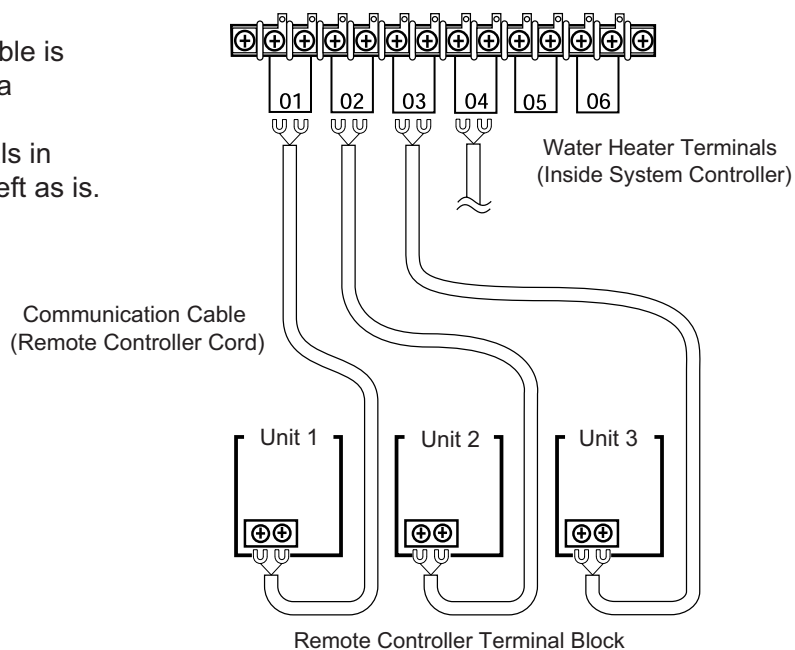 ble is
a
ls in
eft as is.
01 02 03 04 05 06
Water Heater Terminals
(Inside System Controller)
Communication Cable
(Remote Controller Cord)
Unit 1 Unit 2 Unit 3
Remote Controller Terminal Block